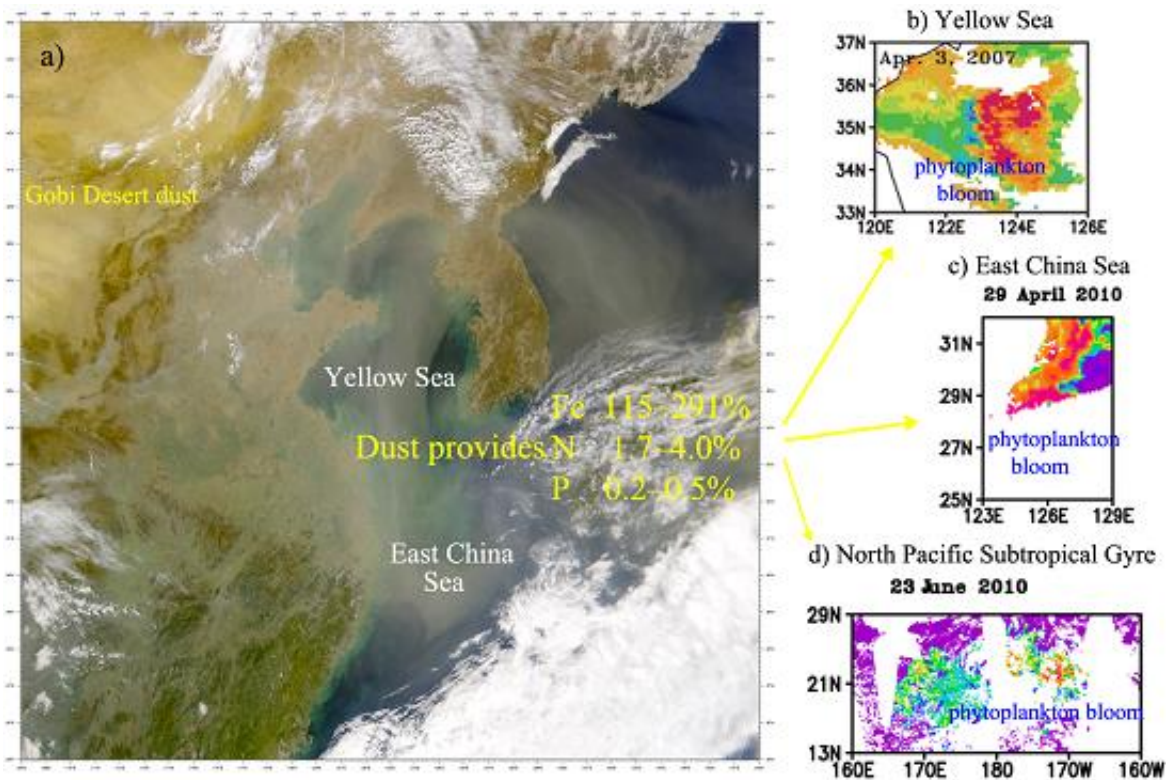 a)
Gobi Desert dust
Yellow Sea
Fe 115–291%
Dust provides N 1.7–4.0%
P 0.2–0.5%
East China
Sea
b) Yellow Sea
Apr. 3, 2007
37N
36N
35N
34N
33N
120E 122E 124E 126E
phytoplankton
bloom
c) East China Sea
29 April 2010
31N
29N
27N
25N
123E 126E 129E
phytoplankton
bloom
d) North Pacific Subtropical Gyre
23 June 2010
29N
21N
13N
160E 170E 180 170W 160W
phytoplankton bloom